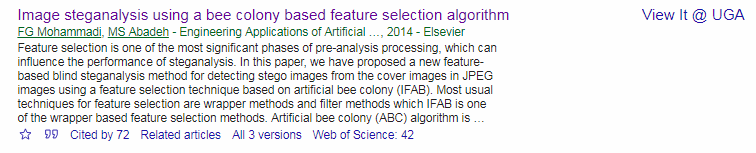 Image steganalysis using a bee colony based feature selection algorithm View It @ UGA
FG Mohammadi, MS Abadeh - Engineering Applications of Artificial …, 2014 - Elsevier
Feature selection is one of the most significant phases of pre-analysis processing, which can
influence the performance of steganalysis. In this paper, we have proposed a new feature-
based blind steganalysis method for detecting stego images from the cover images in JPEG
images using a feature selection technique based on artificial bee colony (IFAB). Most usual
techniques for feature selection are wrapper methods and filter methods which IFAB is one
of the wrapper based feature selection methods. Artificial bee colony (ABC) algorithm is …
Cited by 72 Related articles All 3 versions Web of Science: 42